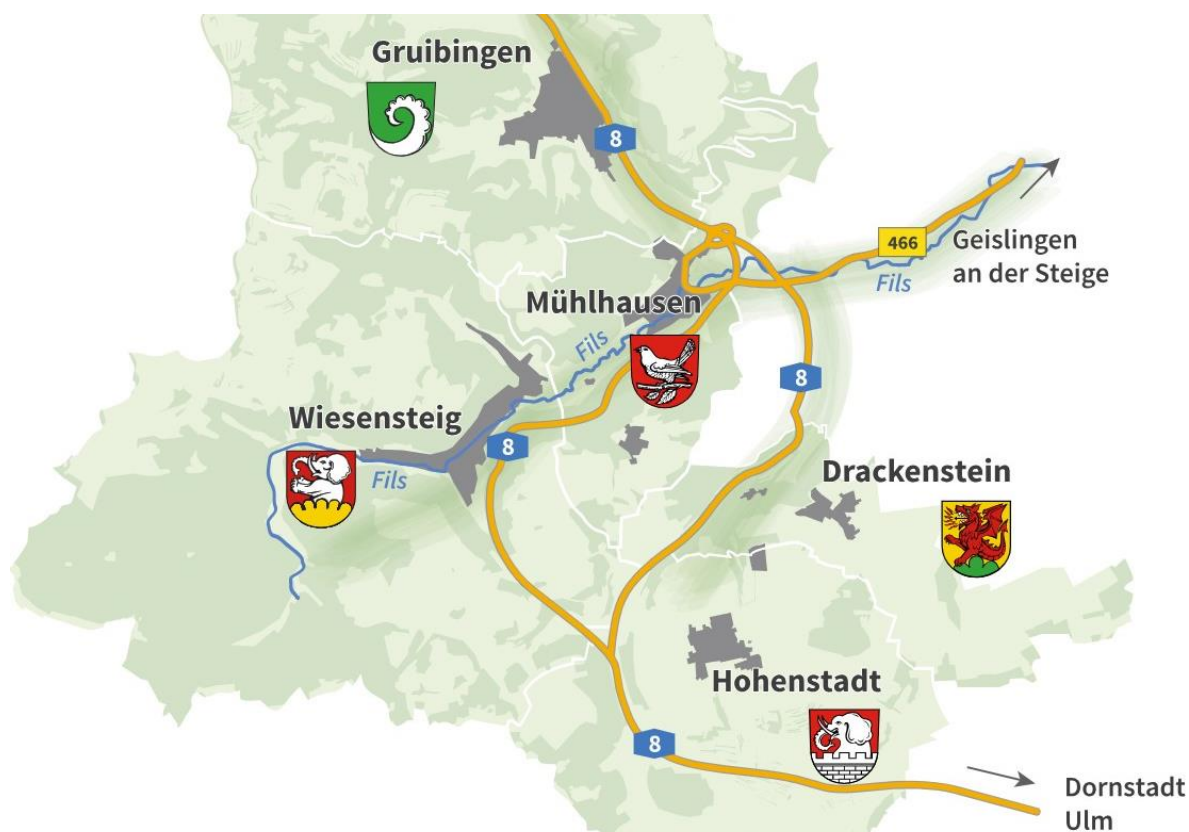 Gruibingen
8
466
Geislingen
an der Steige
Fils
Mühlhausen
Fils
8
Wiesensteig
8
Fils
Drackenstein
Hohenstadt
8
Dornstadt
Ulm